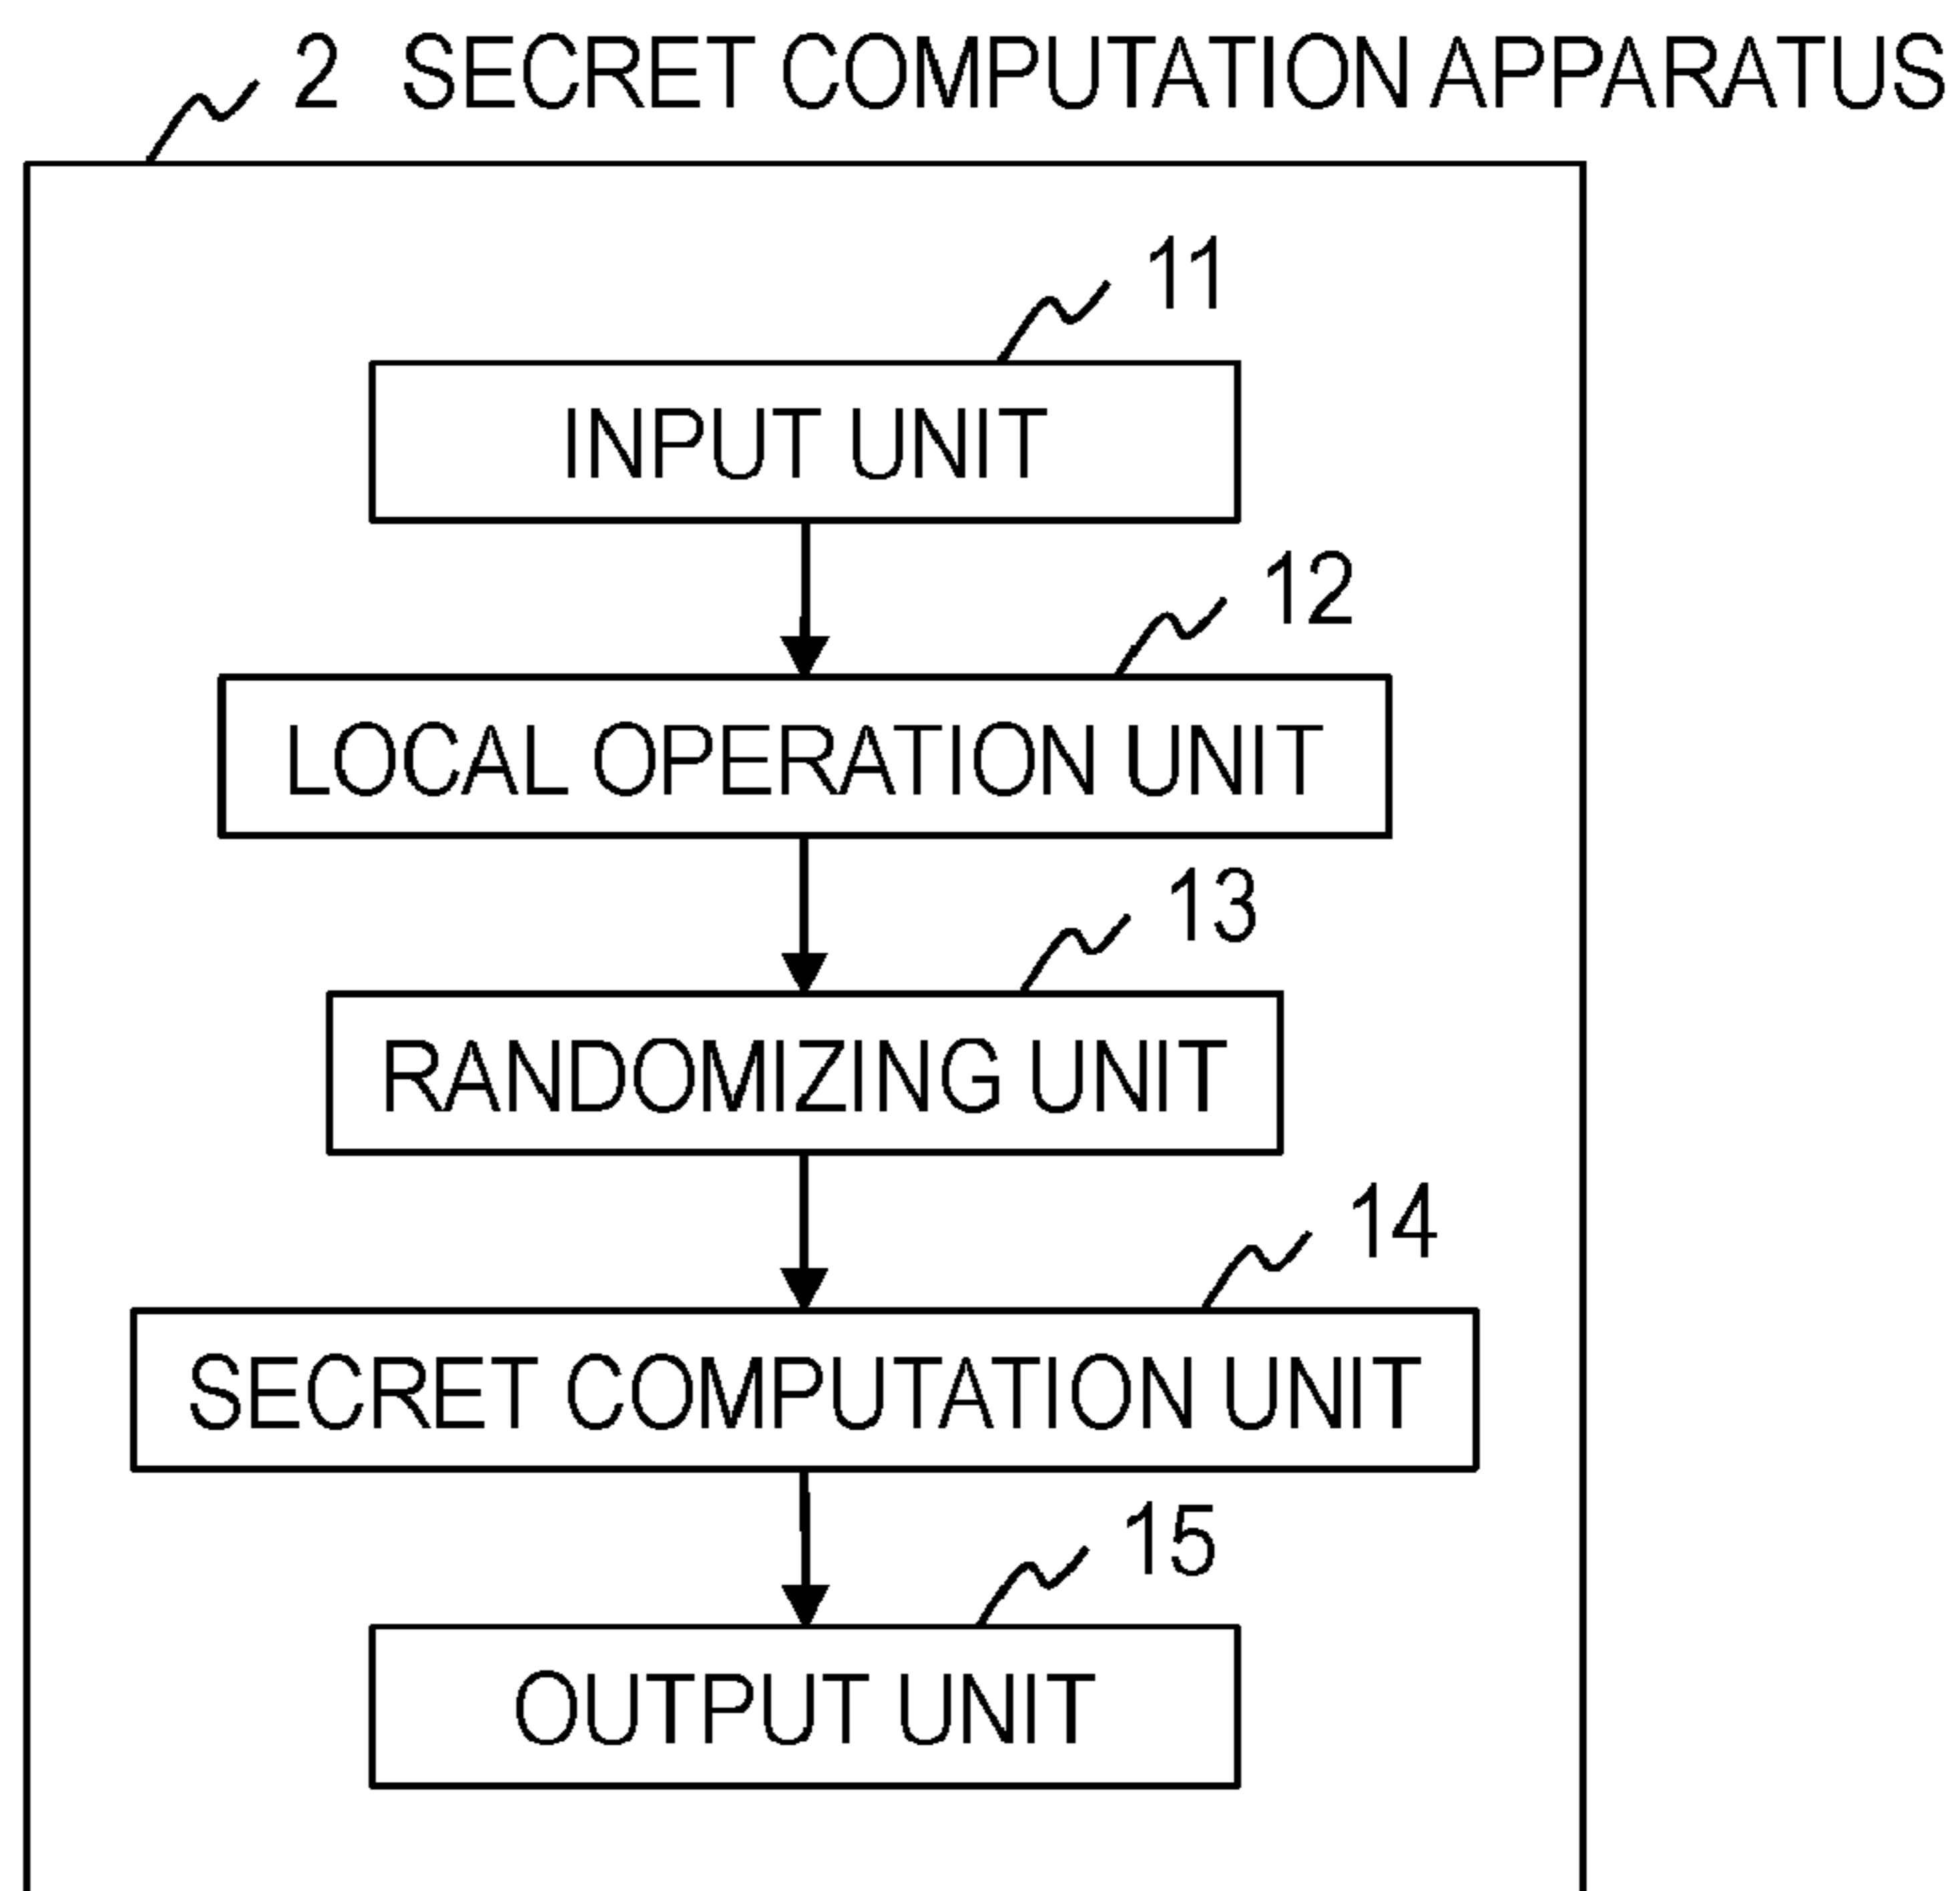 2 SECRET COMPUTATION APPARATUS
11
INPUT UNIT
12
LOCAL OPERATION UNIT
13
RANDOMIZING UNIT
14
SECRET COMPUTATION UNIT
15
OUTPUT UNIT